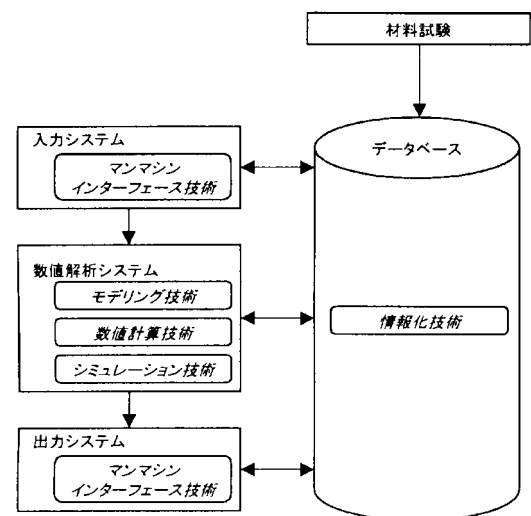 材料試験
データベース
入力システム
マンマシン
インターフェース技術
数値解析システム
モデリング技術
数値計算技術
シミュレーション技術
情報化技術
出力システム
マンマシン
インターフェース技術